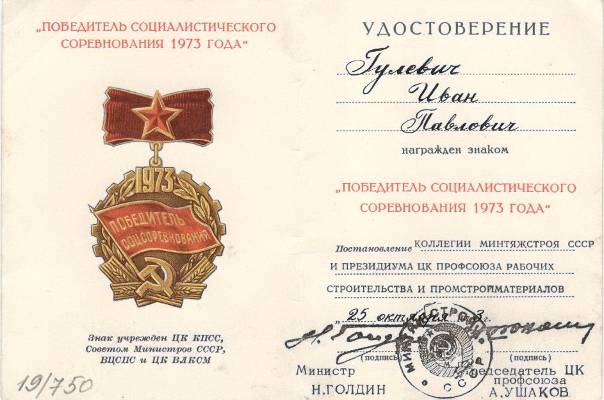 „ПОБЕДИТЕЛЬ СОЦИАЛИСТИЧЕСКОГО
СОРЕВНОВАНИЯ 1973 ГОДА“
1973
ПОБЕДИТЕЛЬ
СОЦСОРЕВНОВАНИЯ
Знак учрежден ЦК КПСС,
Советом Министров СССР,
ВЦСПС и ЦК ВЛКСМ
19/750
УДОСТОВЕРЕНИЕ
Гулевич
Иван
Павлович
награжден знаком
„ПОБЕДИТЕЛЬ СОЦИАЛИСТИЧЕСКОГО
СОРЕВНОВАНИЯ 1973 ГОДА“
Постановление КОЛЛЕГИИ МИНТЯЖСТРОЯ СССР
И ПРЕЗИДИУМА ЦК ПРОФСОЮЗА РАБОЧИХ
СТРОИТЕЛЬСТВА И ПРОМСТРОЙМАТЕРИАЛОВ
„25 октября
(подпись) (подпись)
МИНТЯЖСТРОЙ СССР
Министр
Н.ГОЛДИН
Председатель ЦК
профсоюза
А.УШАКОВ